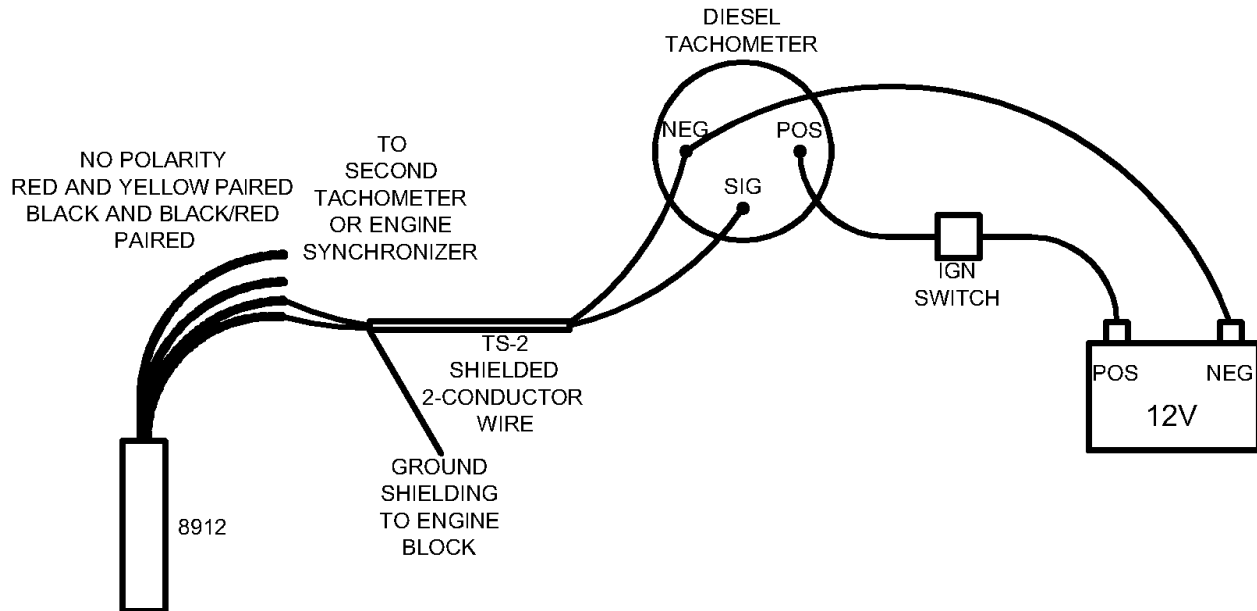 DIESEL
TACHOMETER
NEG
POS
SIG
NO POLARITY
RED AND YELLOW PAIRED
BLACK AND BLACK/RED
PAIRED
TO
SECOND
TACHOMETER
OR ENGINE
SYNCHRONIZER
IGN
SWITCH
TS-2
SHIELDED
2-CONDUCTOR
WIRE
POS
NEG
12V
GROUND
SHIELDING
TO ENGINE
BLOCK
8912